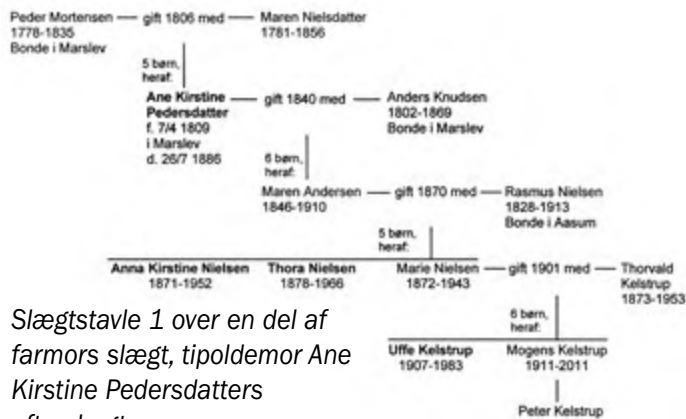 Peder Mortensen — gift 1806 med — Maren Nielsdatter
1778-1835 1781-1856
Bonde i Marslev
5 børn,
heraf:
Ane Kirstine — gift 1840 med — Anders Knudsen
Pedersdatter 1802-1869
f. 7/4 1809 Bonde i Marslev
i Marslev
d. 26/7 1886
6 børn,
heraf:
Maren Andersen — gift 1870 med — Rasmus Nielsen
1846-1910 1828-1913
Bonde i Aasum
5 børn,
heraf:
Anna Kirstine Nielsen Thora Nielsen Marie Nielsen — gift 1901 med — Thorvald
1871-1952 1878-1966 1872-1943 Kelstrup
1873-1953
6 børn,
heraf:
Uffe Kelstrup Mogens Kelstrup
1907-1983 1911-2011
Peter Kelstrup
Slægtstavle 1 over en del af
farmors slægt, tipoldemor Ane
Kirstine Pedersdatters